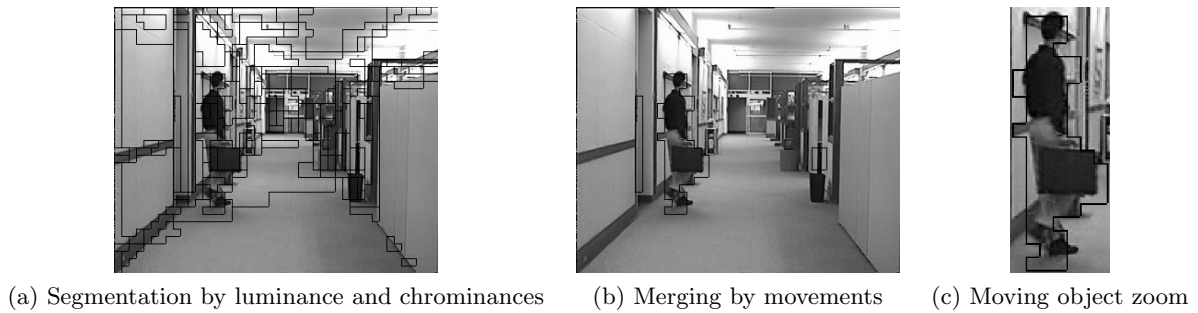 (a) Segmentation by luminance and chrominances
(b) Merging by movements
(c) Moving object zoom